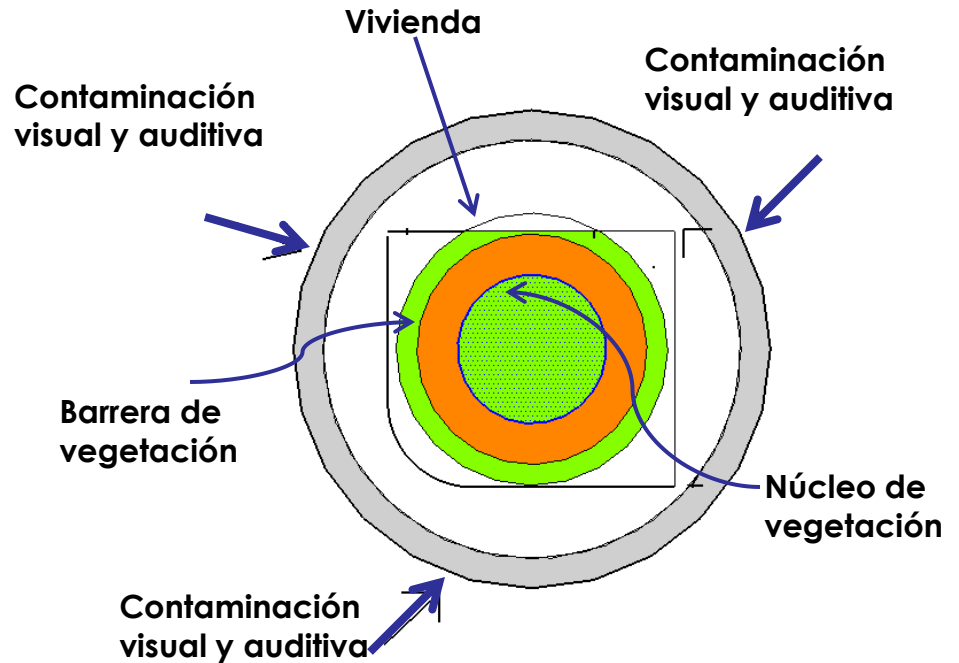 Vivienda
Contaminación
visual y auditiva
Contaminación
visual y auditiva
Barrera de
vegetación
Núcleo de
vegetación
Contaminación
visual y auditiva